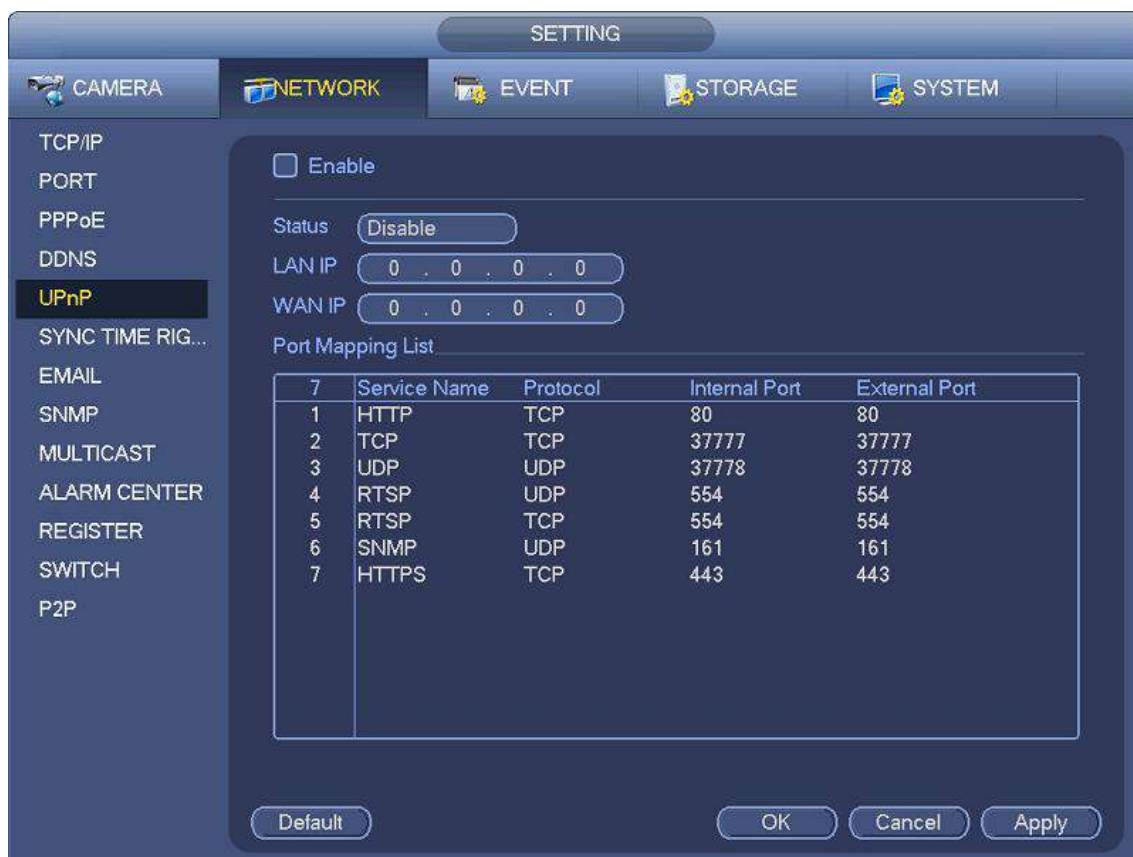 SETTING
CAMERA NETWORK EVENT STORAGE SYSTEM
TCP/IP
PORT
PPPoE
DDNS
UPnP
SYNC TIME RIG...
EMAIL
SNMP
MULTICAST
ALARM CENTER
REGISTER
SWITCH
P2P
Enable
Status Disable
LAN IP 0 . 0 . 0 . 0
WAN IP 0 . 0 . 0 . 0
Port Mapping List
7 Service Name Protocol Internal Port External Port
1 HTTP TCP 80 80
2 TCP TCP 37777 37777
3 UDP UDP 37778 37778
4 RTSP UDP 554 554
5 RTSP TCP 554 554
6 SNMP UDP 161 161
7 HTTPS TCP 443 443
Default OK Cancel Apply